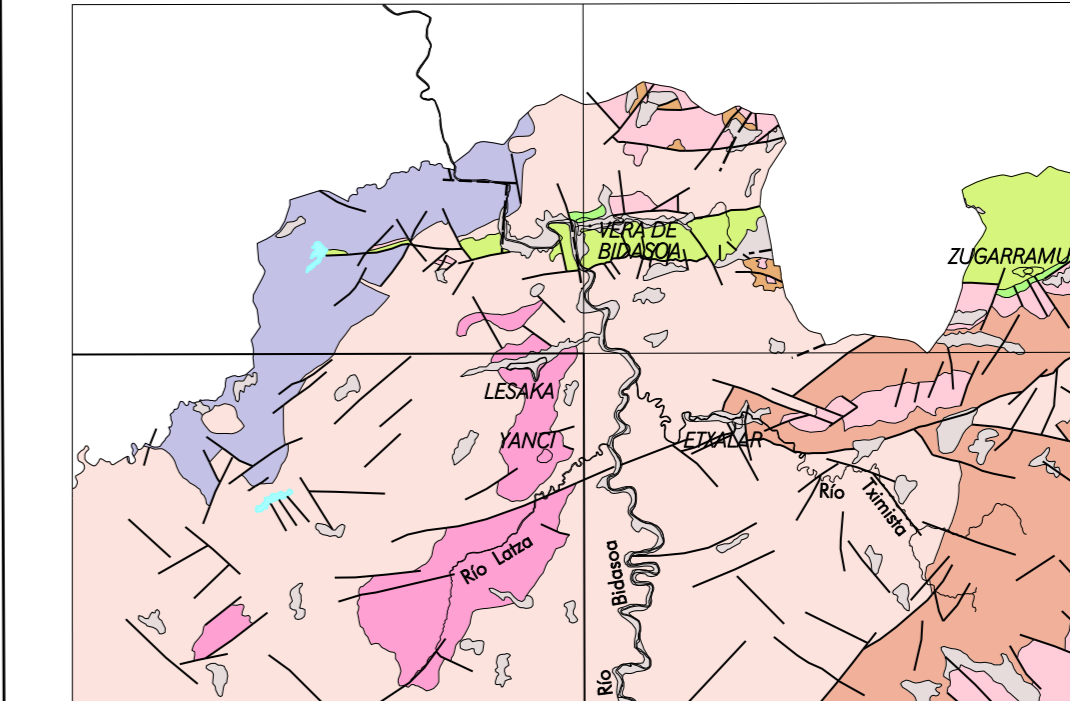 VERA DE
BIDASOA
ZUGARRAMU
LESAKA
YANCI
ETXALAR
Río Tximista
Río Latza
Río Bidasoa